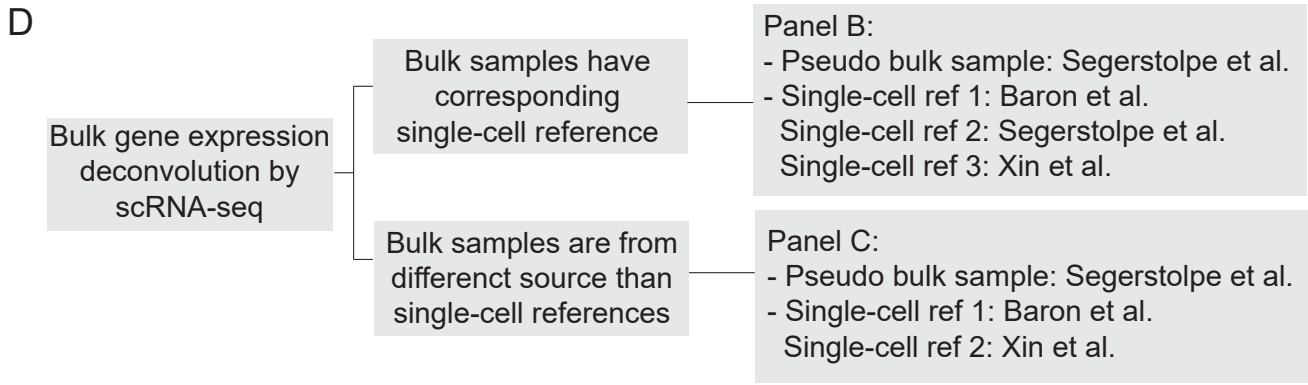 D
Bulk gene expression
deconvolution by
scRNA-seq
Bulk samples have
corresponding
single-cell reference
Panel B:
- Pseudo bulk sample: Segerstolpe et al.
- Single-cell ref 1: Baron et al.
Single-cell ref 2: Segerstolpe et al.
Single-cell ref 3: Xin et al.
Bulk samples are from
differenct source than
single-cell references
Panel C:
- Pseudo bulk sample: Segerstolpe et al.
- Single-cell ref 1: Baron et al.
Single-cell ref 2: Xin et al.